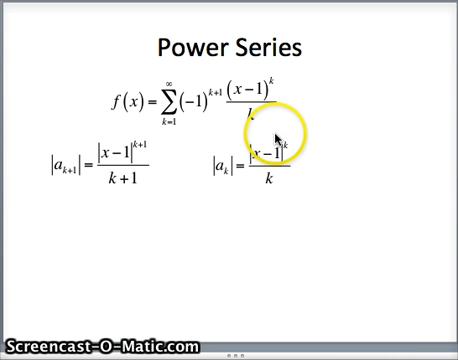 Power Series
f(x) = ∑_{k=1}^{∞} (−1)^{k+1} (x−1)^k / k
|a_{k+1}| = |x−1|^{k+1} / k+1
|a_k| = |x−1|^k / k
Screencast-O-Matic.com